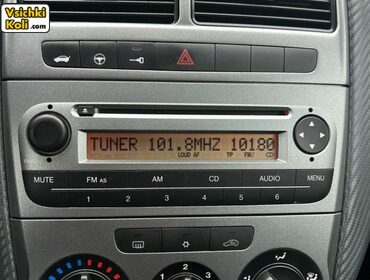 Vsichki
Koli.com
TUNER 101.8MHZ 10180
LOUD AF TP FM2 CD
MUTE FM AS AM CD AUDIO MENU
1 2 3 4 5 6